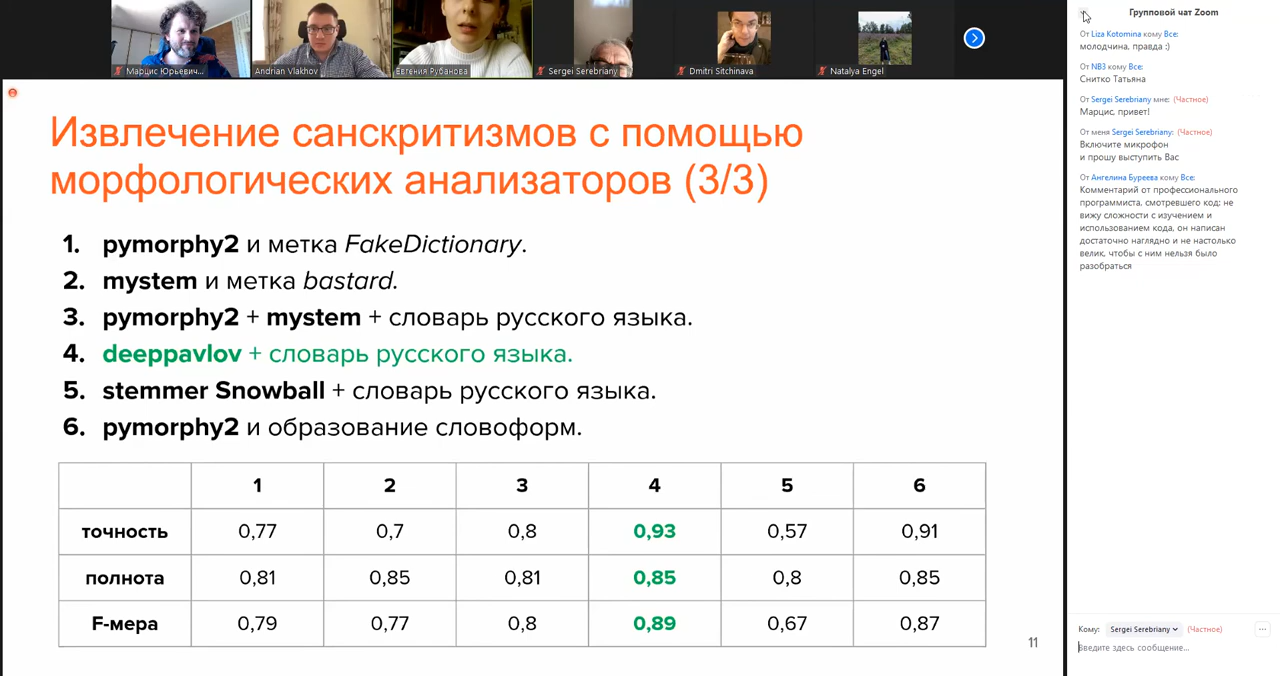 Марцис Юрьевич...
Andrian Vlakhov
Евгения Рубанова
Sergei Serebriany
Dmitri Sitchinava
Natalya Engel
Извлечение санскритизмов с помощью
морфологических анализаторов (3/3)
1. pymorphy2 и метка FakeDictionary.
2. mystem и метка bastard.
3. pymorphy2 + mystem + словарь русского языка.
4. deeppavlov + словарь русского языка.
5. stemmer Snowball + словарь русского языка.
6. pymorphy2 и образование словоформ.
1 2 3 4 5 6
точность 0,77 0,7 0,8 0,93 0,57 0,91
полнота 0,81 0,85 0,81 0,85 0,8 0,85
F-мера 0,79 0,77 0,8 0,89 0,67 0,87
11
Групповой чат Zoom
От Liza Kotomina кому Все:
молодчина, правда :)
От NB3 кому Все:
Снитко Татьяна
От Sergei Serebriany мне: (Частное)
Марцис, привет!
От меня Sergei Serebriany: (Частное)
Включите микрофон
и прошу выступить Вас
От Ангелина Буреева кому Все:
Комментарий от профессионального
программиста, смотревшего код: не
вижу сложности с изучением и
использованием кода, он написан
достаточно наглядно и не настолько
велик, чтобы с ним нельзя было
разобраться
Кому: Sergei Serebriany (Частное) ...
Введите здесь сообщение...